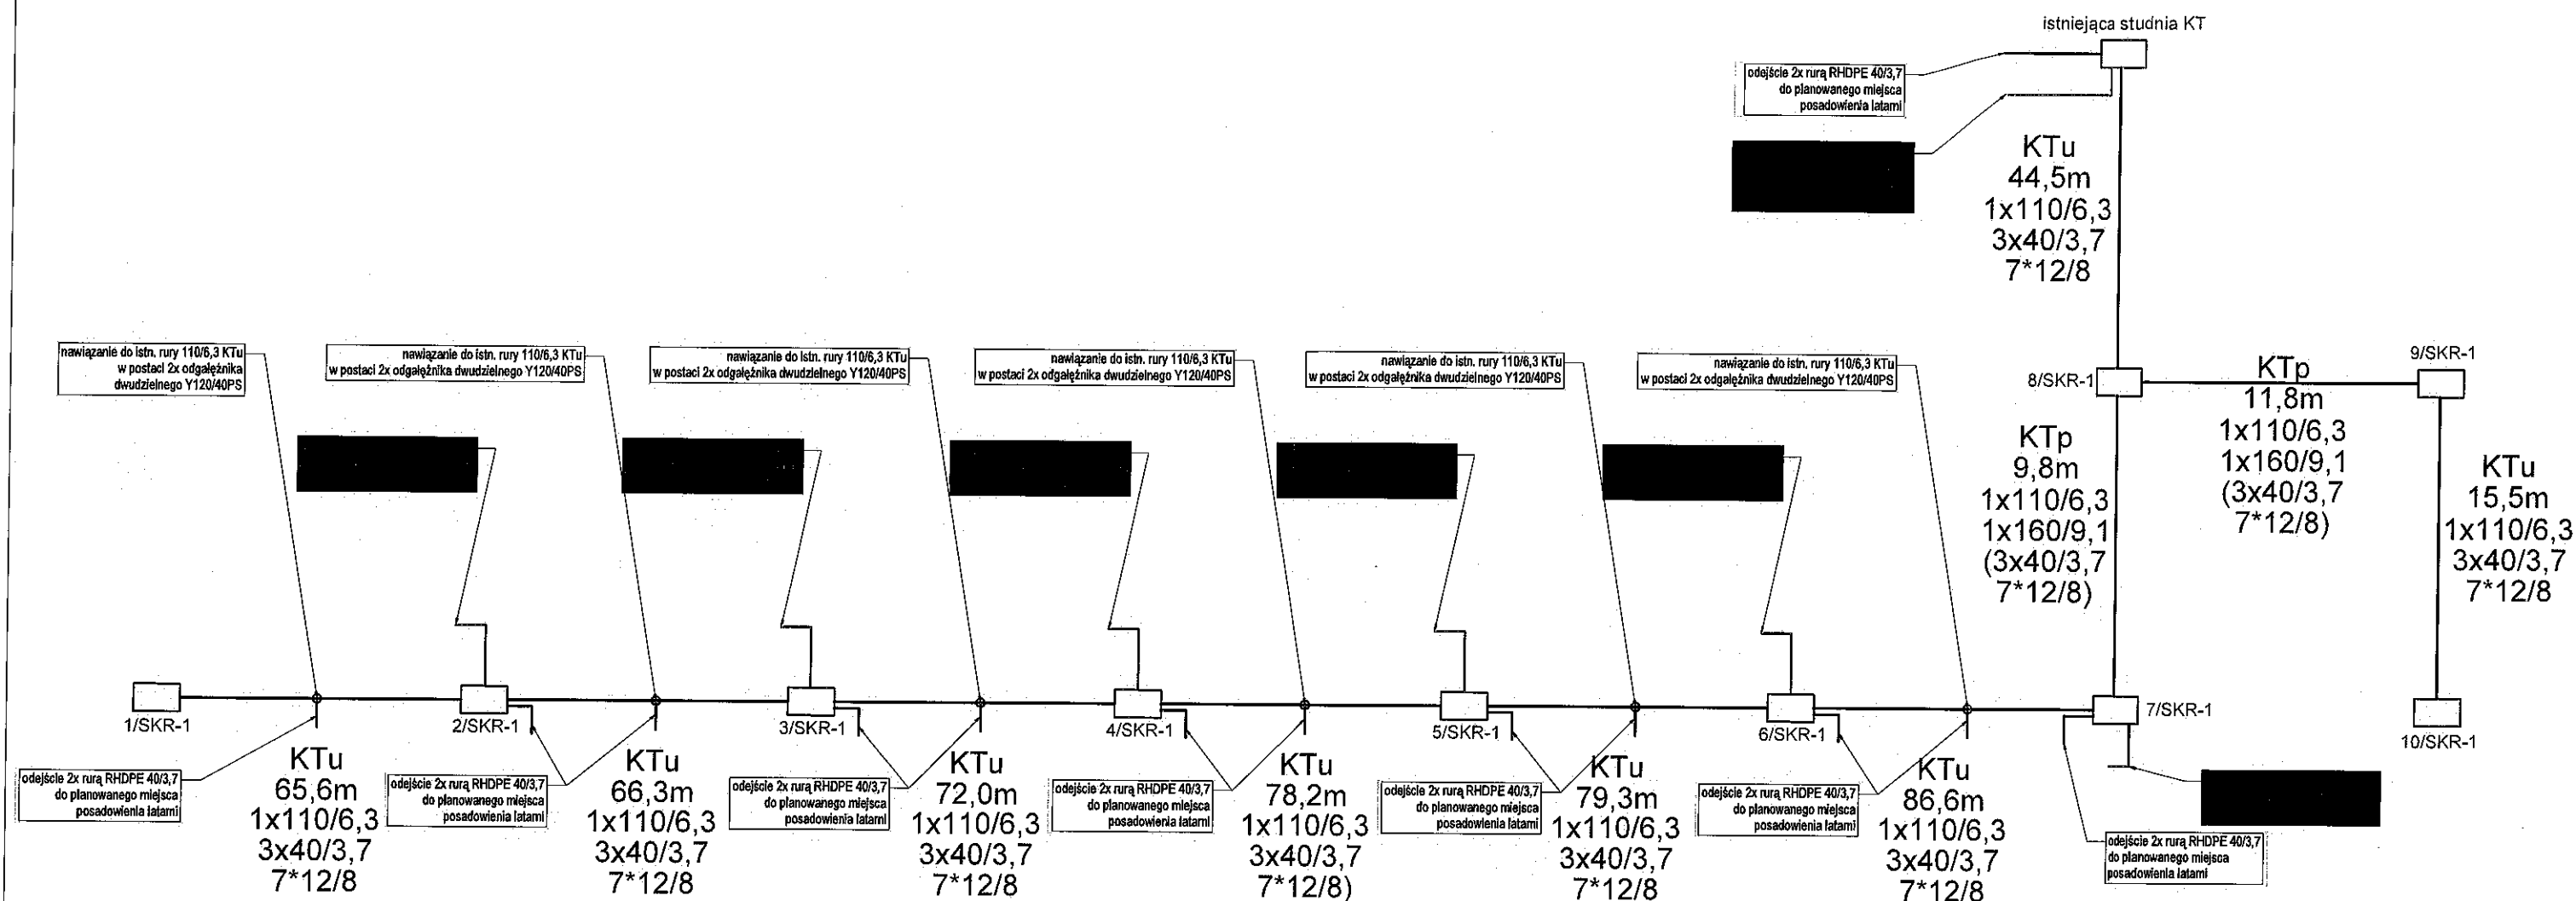 istniejąca studnia KT
odejście 2x rurą RHDPE 40/3,7
do planowanego miejsca
posadowienia latarni
KTu
44,5m
1x110/6,3
3x40/3,7
7*12/8
nawiązanie do istn. rury 110/6,3 KTu
w postaci 2x odgałęźnika
dwudzielnego Y120/40PS
nawiązanie do istn. rury 110/6,3 KTu
w postaci 2x odgałęźnika dwudzielnego Y120/40PS
nawiązanie do istn. rury 110/6,3 KTu
w postaci 2x odgałęźnika dwudzielnego Y120/40PS
nawiązanie do istn. rury 110/6,3 KTu
w postaci 2x odgałęźnika dwudzielnego Y120/40PS
nawiązanie do istn. rury 110/6,3 KTu
w postaci 2x odgałęźnika dwudzielnego Y120/40PS
nawiązanie do istn. rury 110/6,3 KTu
w postaci 2x odgałęźnika dwudzielnego Y120/40PS
8/SKR-1
9/SKR-1
KTp
11,8m
1x110/6,3
1x160/9,1
(3x40/3,7
7*12/8)
KTp
9,8m
1x110/6,3
1x160/9,1
(3x40/3,7
7*12/8)
KTu
15,5m
1x110/6,3
3x40/3,7
7*12/8
1/SKR-1
2/SKR-1
3/SKR-1
4/SKR-1
5/SKR-1
6/SKR-1
7/SKR-1
10/SKR-1
odejście 2x rurą RHDPE 40/3,7
do planowanego miejsca
posadowienia latarni
KTu
65,6m
1x110/6,3
3x40/3,7
7*12/8
odejście 2x rurą RHDPE 40/3,7
do planowanego miejsca
posadowienia latarni
KTu
66,3m
1x110/6,3
3x40/3,7
7*12/8
odejście 2x rurą RHDPE 40/3,7
do planowanego miejsca
posadowienia latarni
KTu
72,0m
1x110/6,3
3x40/3,7
7*12/8
odejście 2x rurą RHDPE 40/3,7
do planowanego miejsca
posadowienia latarni
KTu
78,2m
1x110/6,3
3x40/3,7
7*12/8)
odejście 2x rurą RHDPE 40/3,7
do planowanego miejsca
posadowienia latarni
KTu
79,3m
1x110/6,3
3x40/3,7
7*12/8
odejście 2x rurą RHDPE 40/3,7
do planowanego miejsca
posadowienia latarni
KTu
86,6m
1x110/6,3
3x40/3,7
7*12/8
odejście 2x rurą RHDPE 40/3,7
do planowanego miejsca
posadowienia latarni